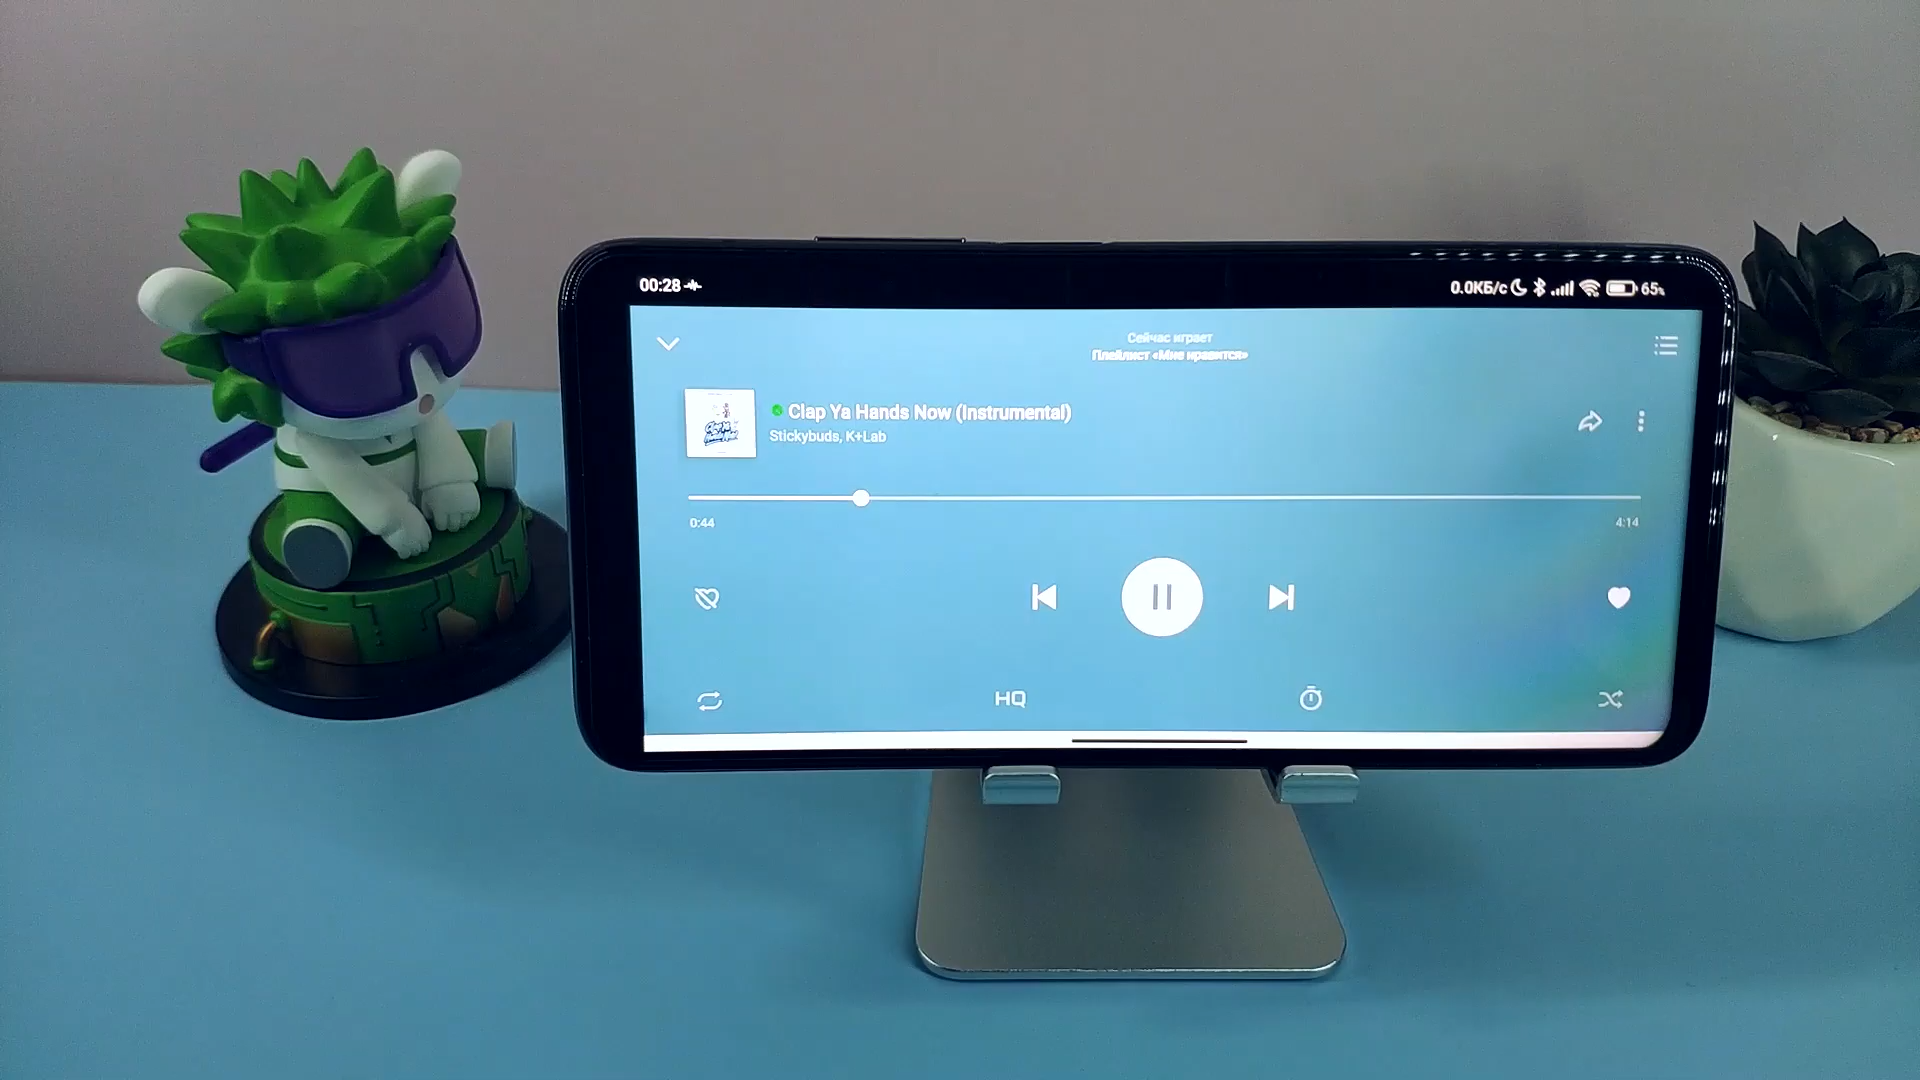 00:28
0.0КБ/с 65%
Сейчас играет
Плейлист «Мне нравится»
Clap Ya Hands Now (Instrumental)
Stickybuds, K+Lab
0:44
4:14
HQ